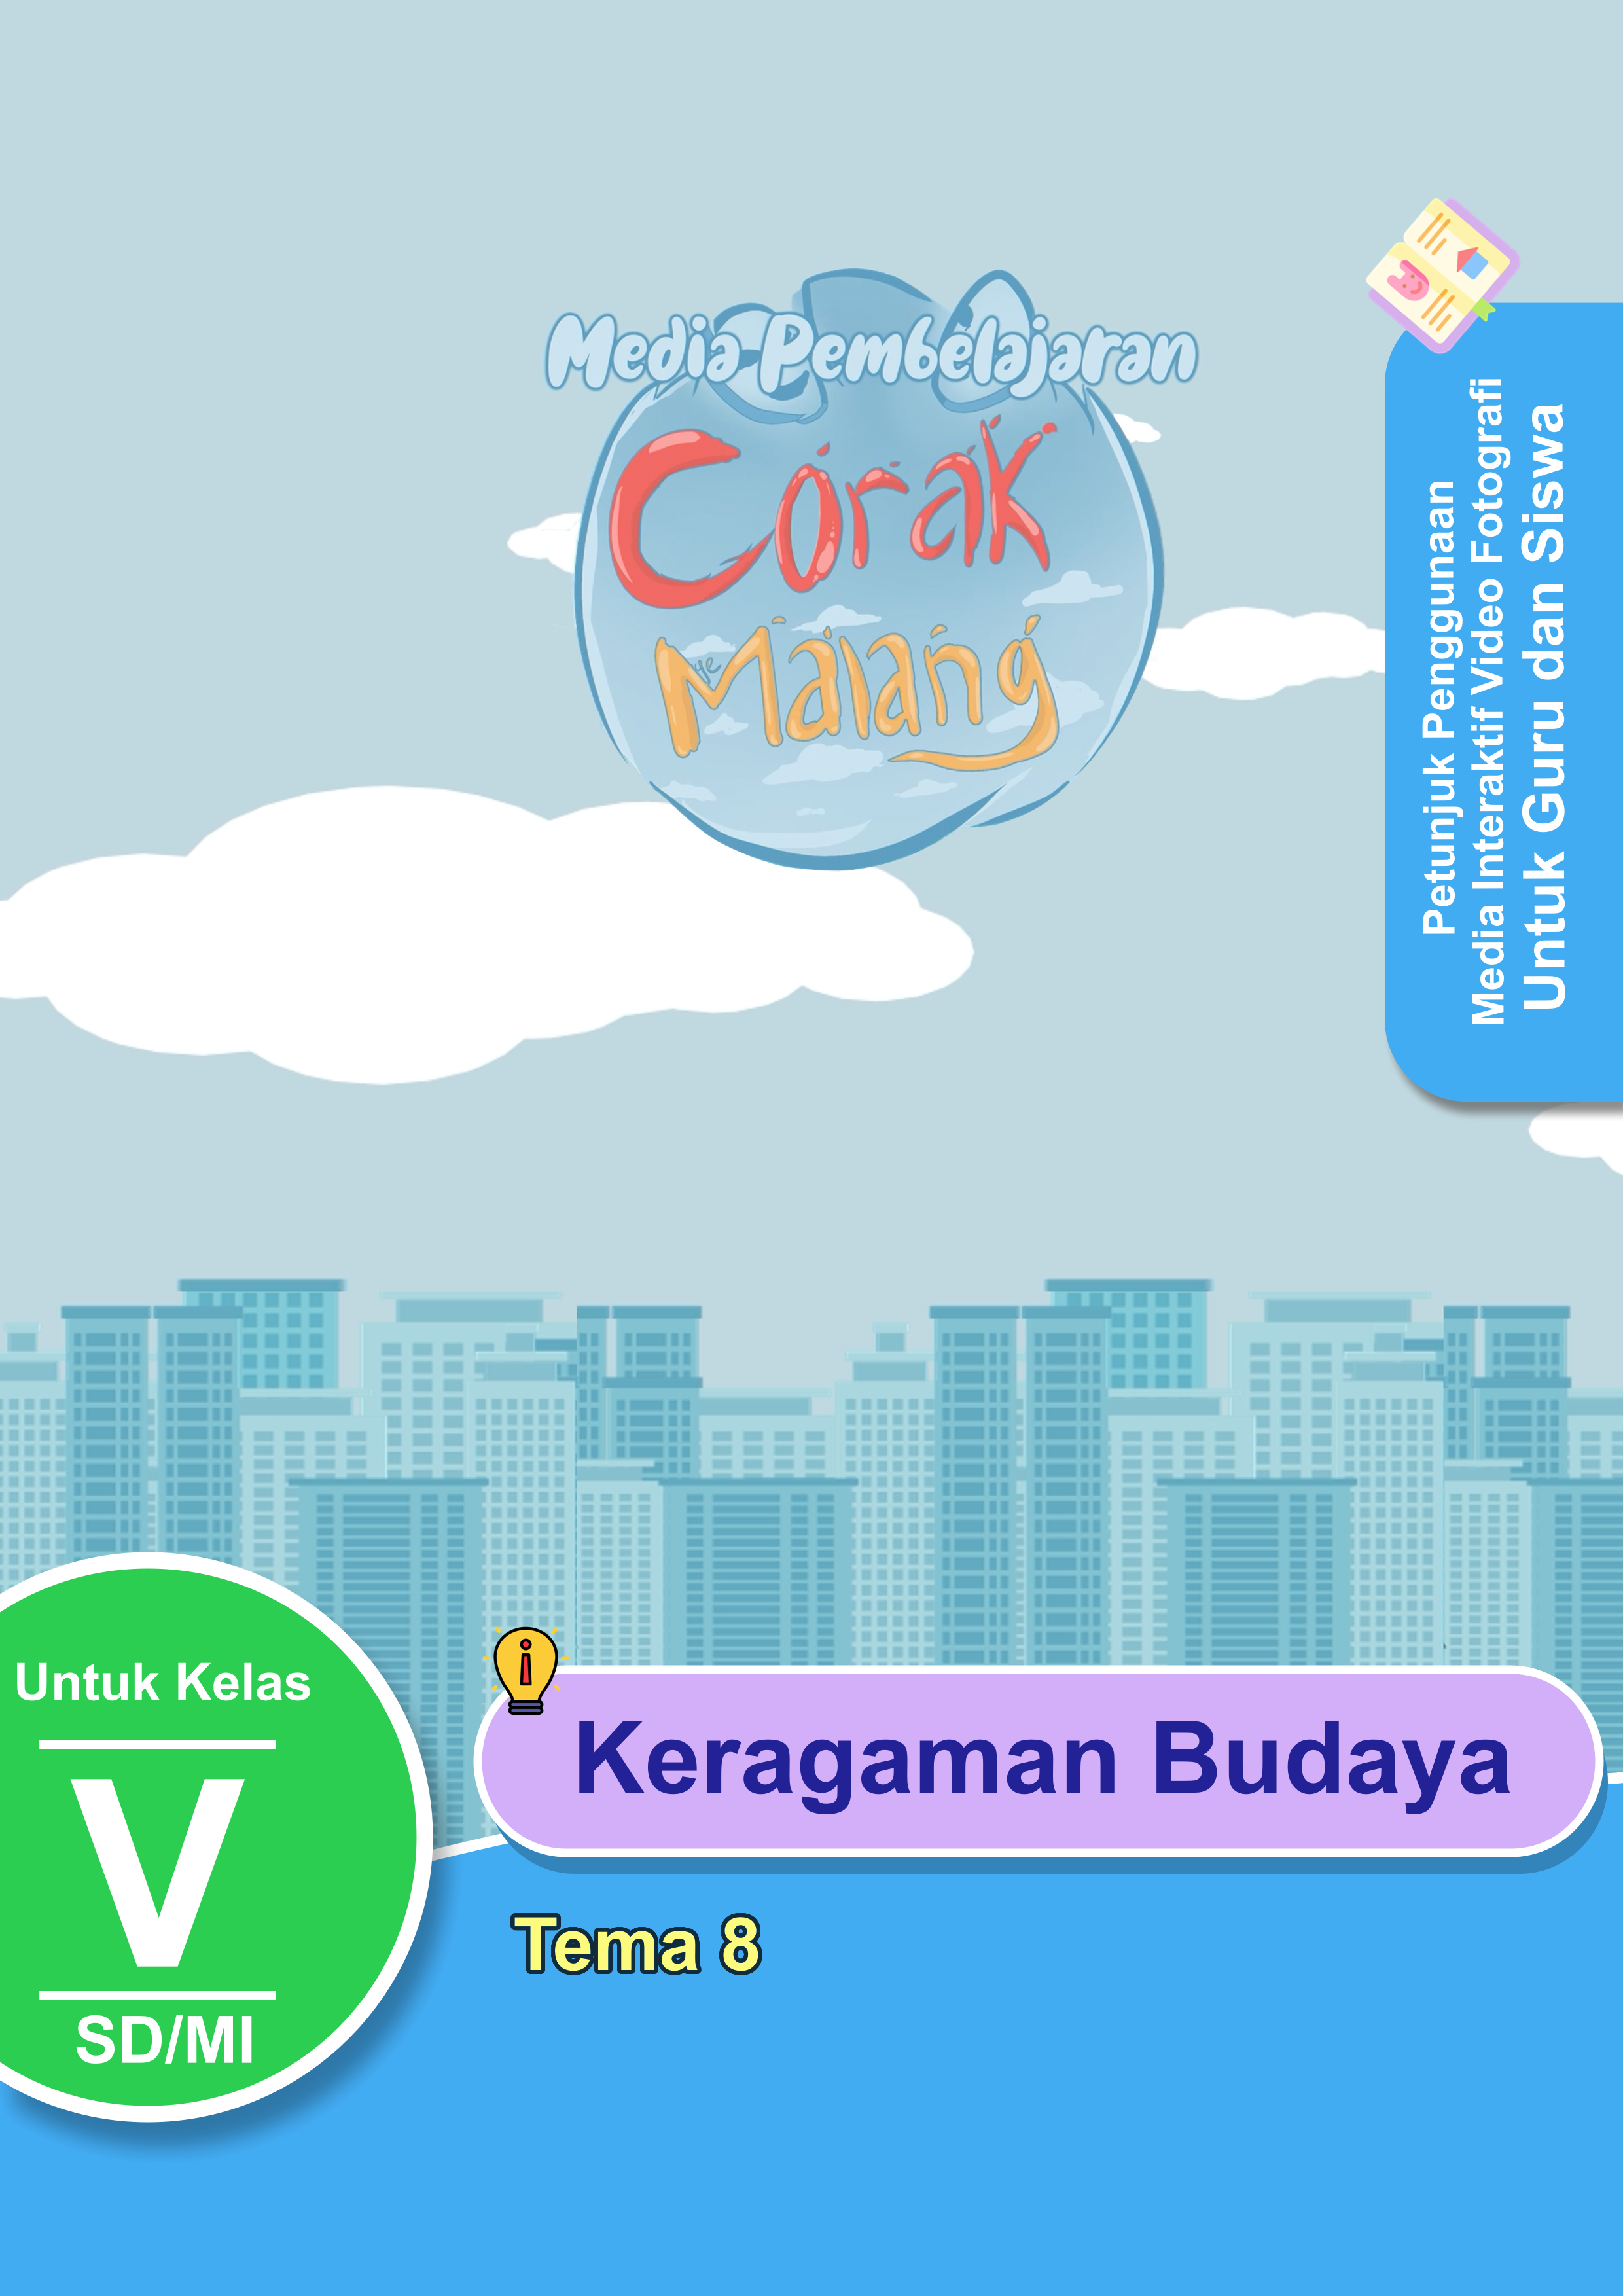 Media Pembelajaran
Corak
Malang
Petunjuk Penggunaan
Media Interaktif Video Fotografi
Untuk Guru dan Siswa
Untuk Kelas
V
SD/MI
Keragaman Budaya
Tema 8